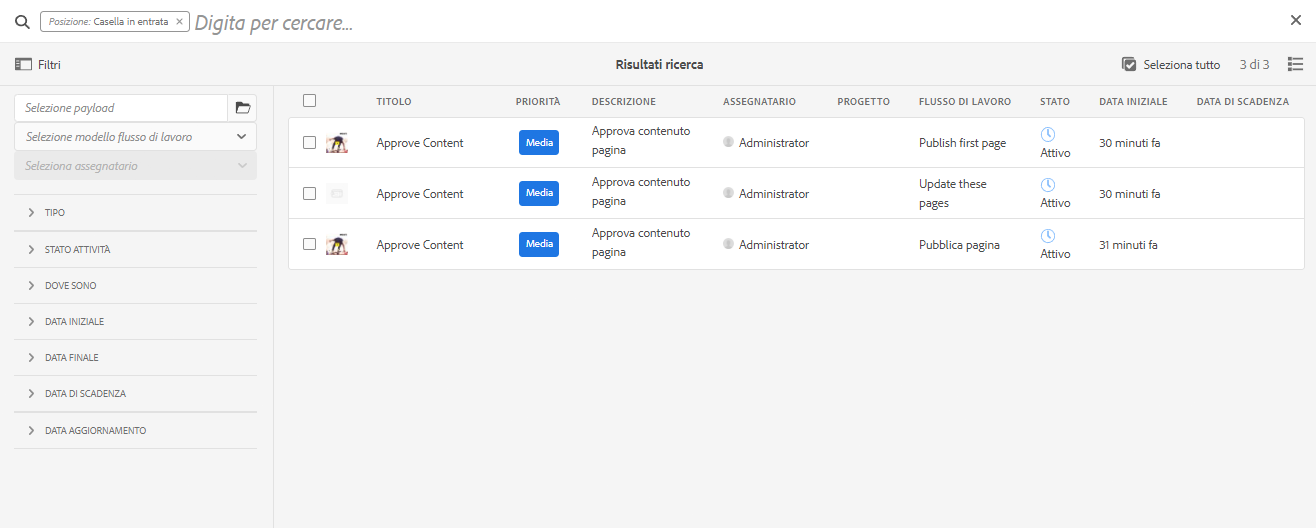 Posizione: Casella in entrata × Digita per cercare...
Filtri
Risultati ricerca
Seleziona tutto
3 di 3
Selezione payload
Selezione modello flusso di lavoro
Seleziona assegnatario
TIPO
STATO ATTIVITÀ
DOVE SONO
DATA INIZIALE
DATA FINALE
DATA DI SCADENZA
DATA AGGIORNAMENTO
TITOLO PRIORITÀ DESCRIZIONE ASSEGNATARIO PROGETTO FLUSSO DI LAVORO STATO DATA INIZIALE DATA DI SCADENZA
Approve Content Media Approva contenuto pagina Administrator Publish first page Attivo 30 minuti fa
Approve Content Media Approva contenuto pagina Administrator Update these pages Attivo 30 minuti fa
Approve Content Media Approva contenuto pagina Administrator Pubblica pagina Attivo 31 minuti fa